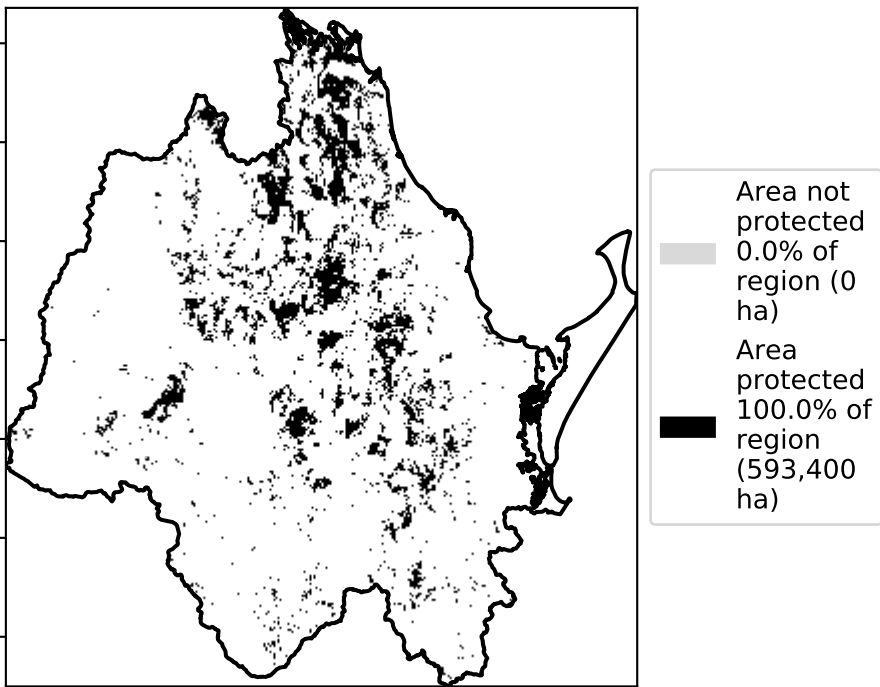 Area not
protected
0.0% of
region (0
ha)
Area
protected
100.0% of
region
(593,400
ha)